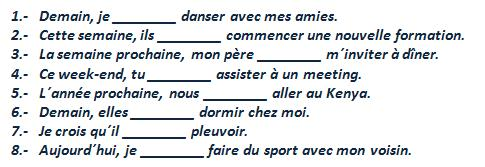 1.- Demain, je ________ danser avec mes amies.
2.- Cette semaine, ils ________ commencer une nouvelle formation.
3.- La semaine prochaine, mon père ________ m´inviter à dîner.
4.- Ce week-end, tu ________ assister à un meeting.
5.- L´année prochaine, nous ________ aller au Kenya.
6.- Demain, elles ________ dormir chez moi.
7.- Je crois qu´il ________ pleuvoir.
8.- Aujourd´hui, je ________ faire du sport avec mon voisin.